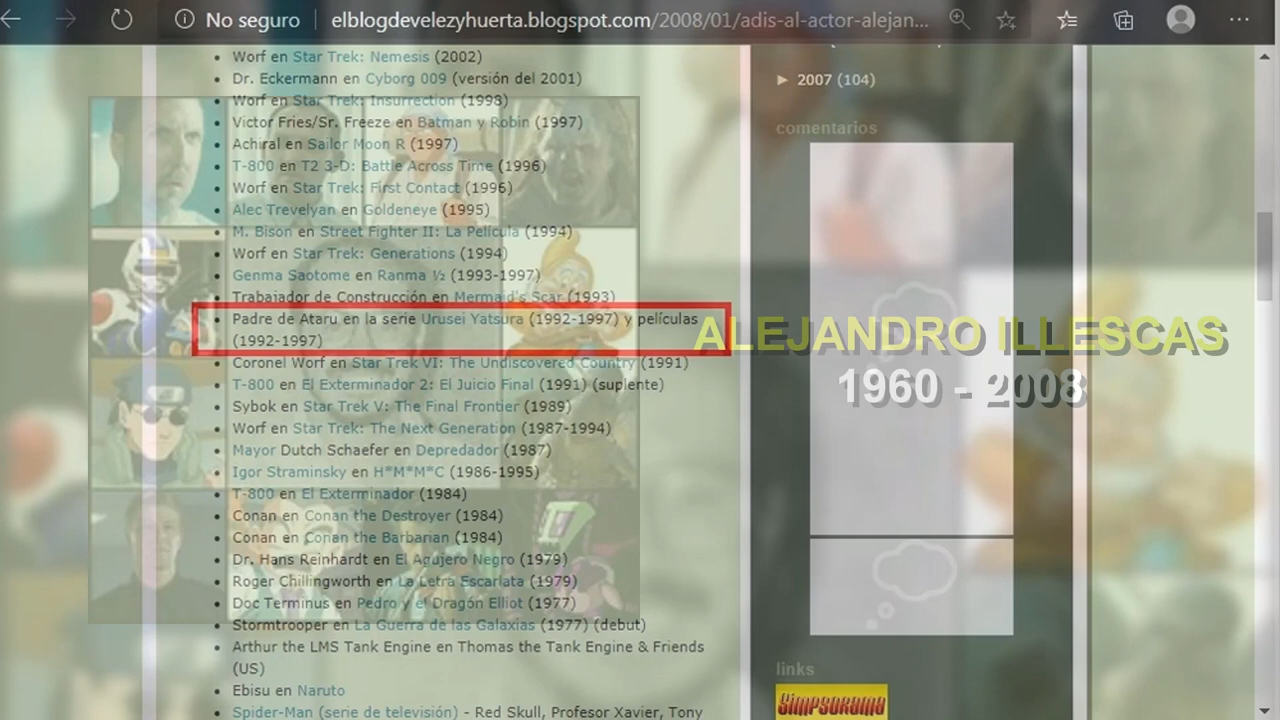 No seguro
elblogdevelezyhuerta.blogspot.com/2008/01/adis-al-actor-alejan...
Worf en Star Trek: Nemesis (2002)
Dr. Eckermann en Cyborg 009 (versión del 2001)
Worf en Star Trek: Insurrection (1998)
Victor Fries/Sr. Freeze en Batman y Robin (1997)
Achiral en Sailor Moon R (1997)
T-800 en T2 3-D: Battle Across Time (1996)
Worf en Star Trek: First Contact (1996)
Alec Trevelyan en Goldeneye (1995)
M. Bison en Street Fighter II: La Película (1994)
Worf en Star Trek: Generations (1994)
Genma Saotome en Ranma ½ (1993-1997)
Trabajador de Construcción en Mermaid's Scar (1993)
Padre de Ataru en la serie Urusei Yatsura (1992-1997) y películas
(1992-1997)
Coronel Worf en Star Trek VI: The Undiscovered Country (1991)
T-800 en El Exterminador 2: El Juicio Final (1991) (suplente)
Sybok en Star Trek V: The Final Frontier (1989)
Worf en Star Trek: The Next Generation (1987-1994)
Mayor Dutch Schaefer en Depredador (1987)
Igor Straminsky en H*M*M*C (1986-1995)
T-800 en El Exterminador (1984)
Conan en Conan the Destroyer (1984)
Conan en Conan the Barbarian (1984)
Dr. Hans Reinhardt en El Agujero Negro (1979)
Roger Chillingworth en La Letra Escarlata (1979)
Doc Terminus en Pedro y el Dragón Elliot (1977)
Stormtrooper en La Guerra de las Galaxias (1977) (debut)
Arthur the LMS Tank Engine en Thomas the Tank Engine & Friends
(US)
Ebisu en Naruto
Spider-Man (serie de televisión) - Red Skull, Profesor Xavier, Tony
► 2007 (104)
comentarios
ALEJANDRO ILLESCAS
1960 - 2008
links
Simpsorama